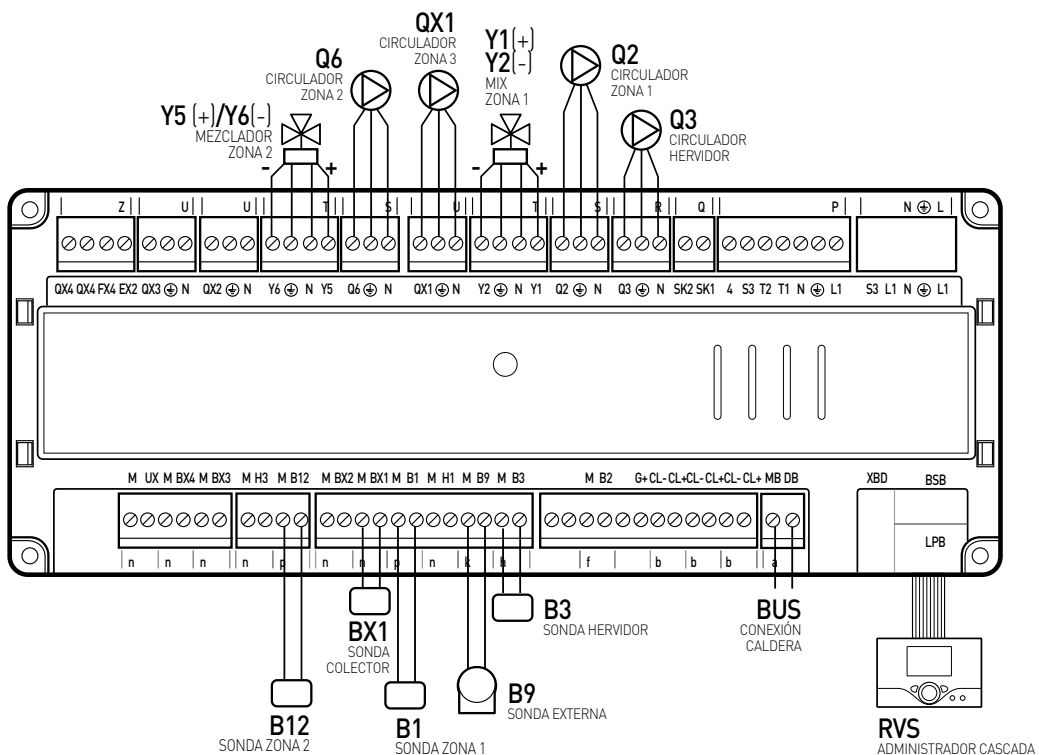 QX1
CIRCULADOR
ZONA 3
Q6
CIRCULADOR
ZONA 2
Y1(+)
Y2(-)
MIX
ZONA 1
Q2
CIRCULADOR
ZONA 1
Y5 (+)/Y6(-)
MEZCLADOR
ZONA 2
Q3
CIRCULADOR
HERVIDOR
- +
- +
Z U U T S U T S R Q P N L
QX4 QX4 FX4 EX2 QX3 N QX2 N Y6 N Y5 Q6 N QX1 N Y2 N Y1 Q2 N Q3 N SK2 SK1 4 S3 T2 T1 N L1 S3 L1 N L1
M UX M BX4 M BX3 M H3 M B12 M BX2 M BX1 M B1 M H1 M B9 M B3 M B2 G+ CL- CL+ CL- CL+ CL- CL+ MB DB XBD BSB
LPB
n n n n p n n p n k h f b b b a
BX1
SONDA
COLECTOR
B3
SONDA HERVIDOR
BUS
CONEXIÓN
CALDERA
B12
SONDA ZONA 2
B1
SONDA ZONA 1
B9
SONDA EXTERNA
RVS
ADMINISTRADOR CASCADA